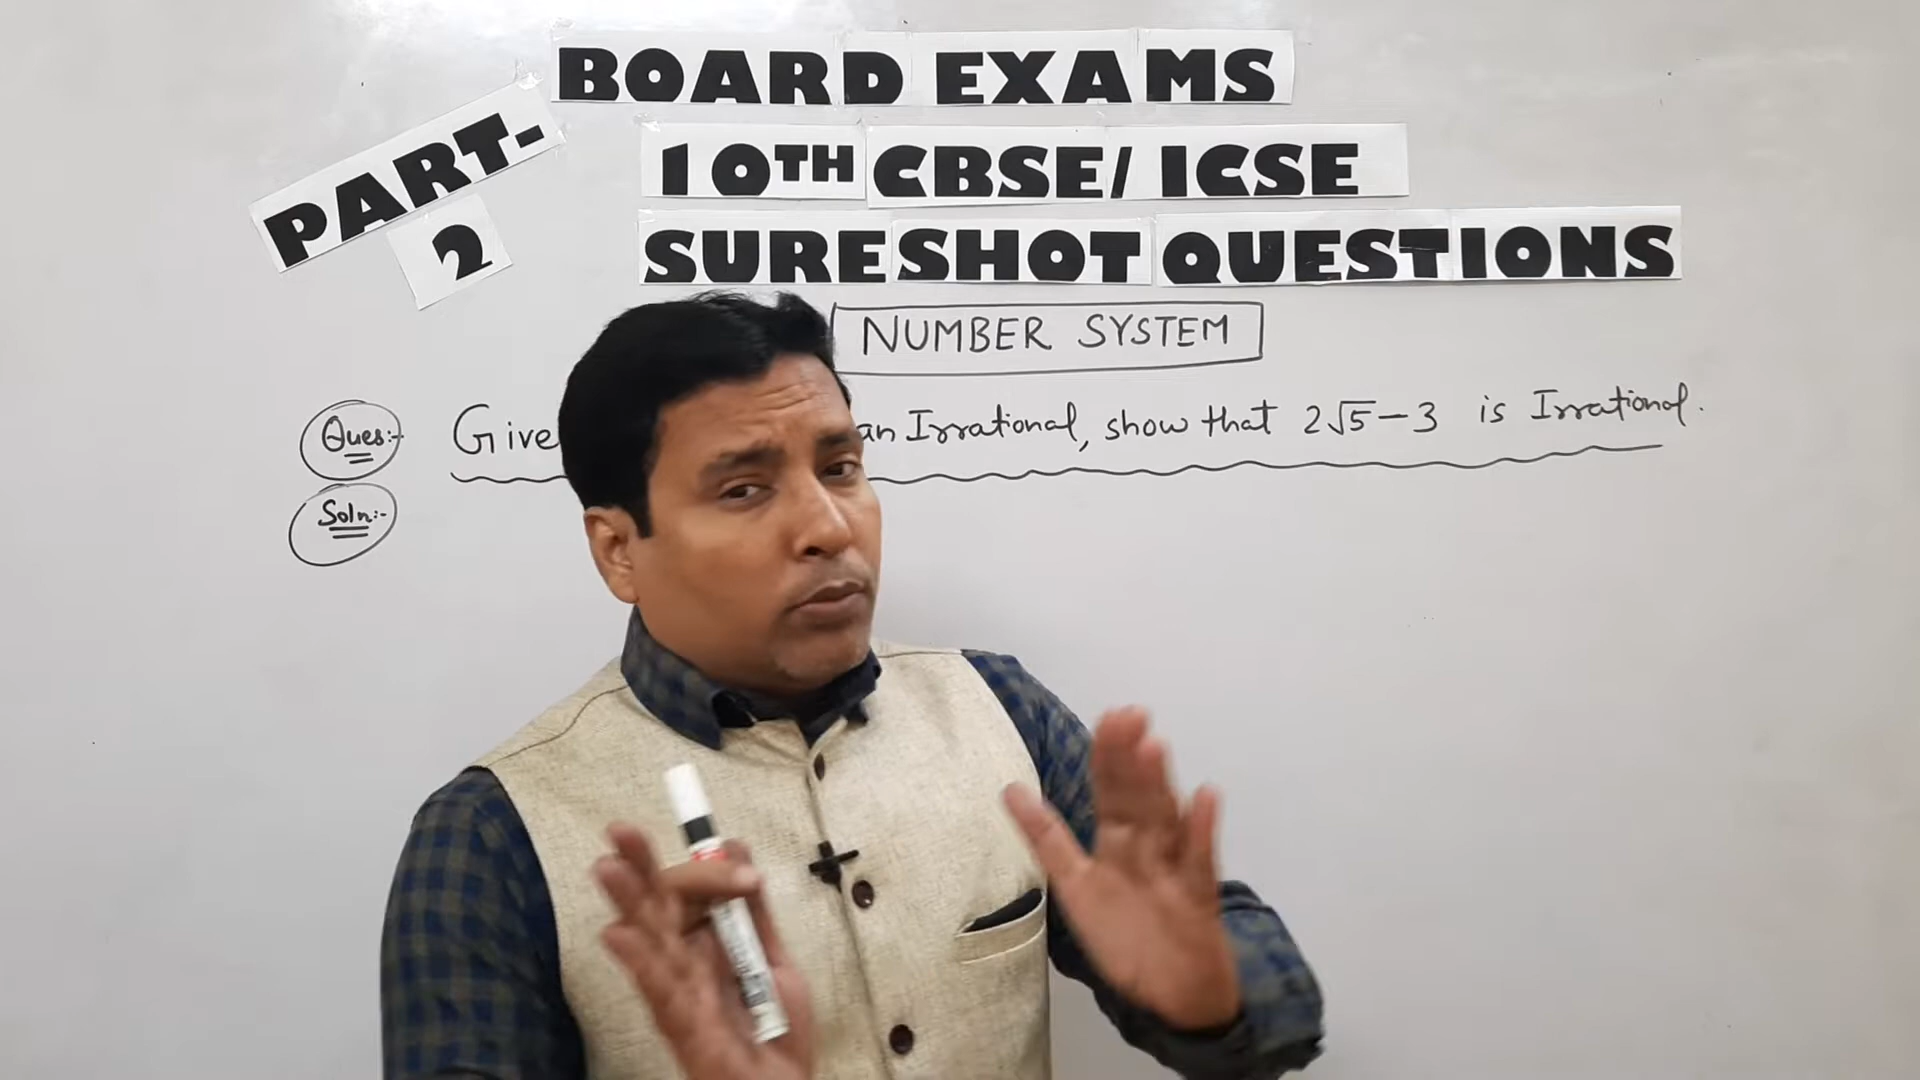 BOARD EXAMS
PART-
2
10TH CBSE/ ICSE
SURESHOT QUESTIONS
NUMBER SYSTEM
Ques:- Give an Irrational, show that 2√5-3 is Irrational.
Soln:-